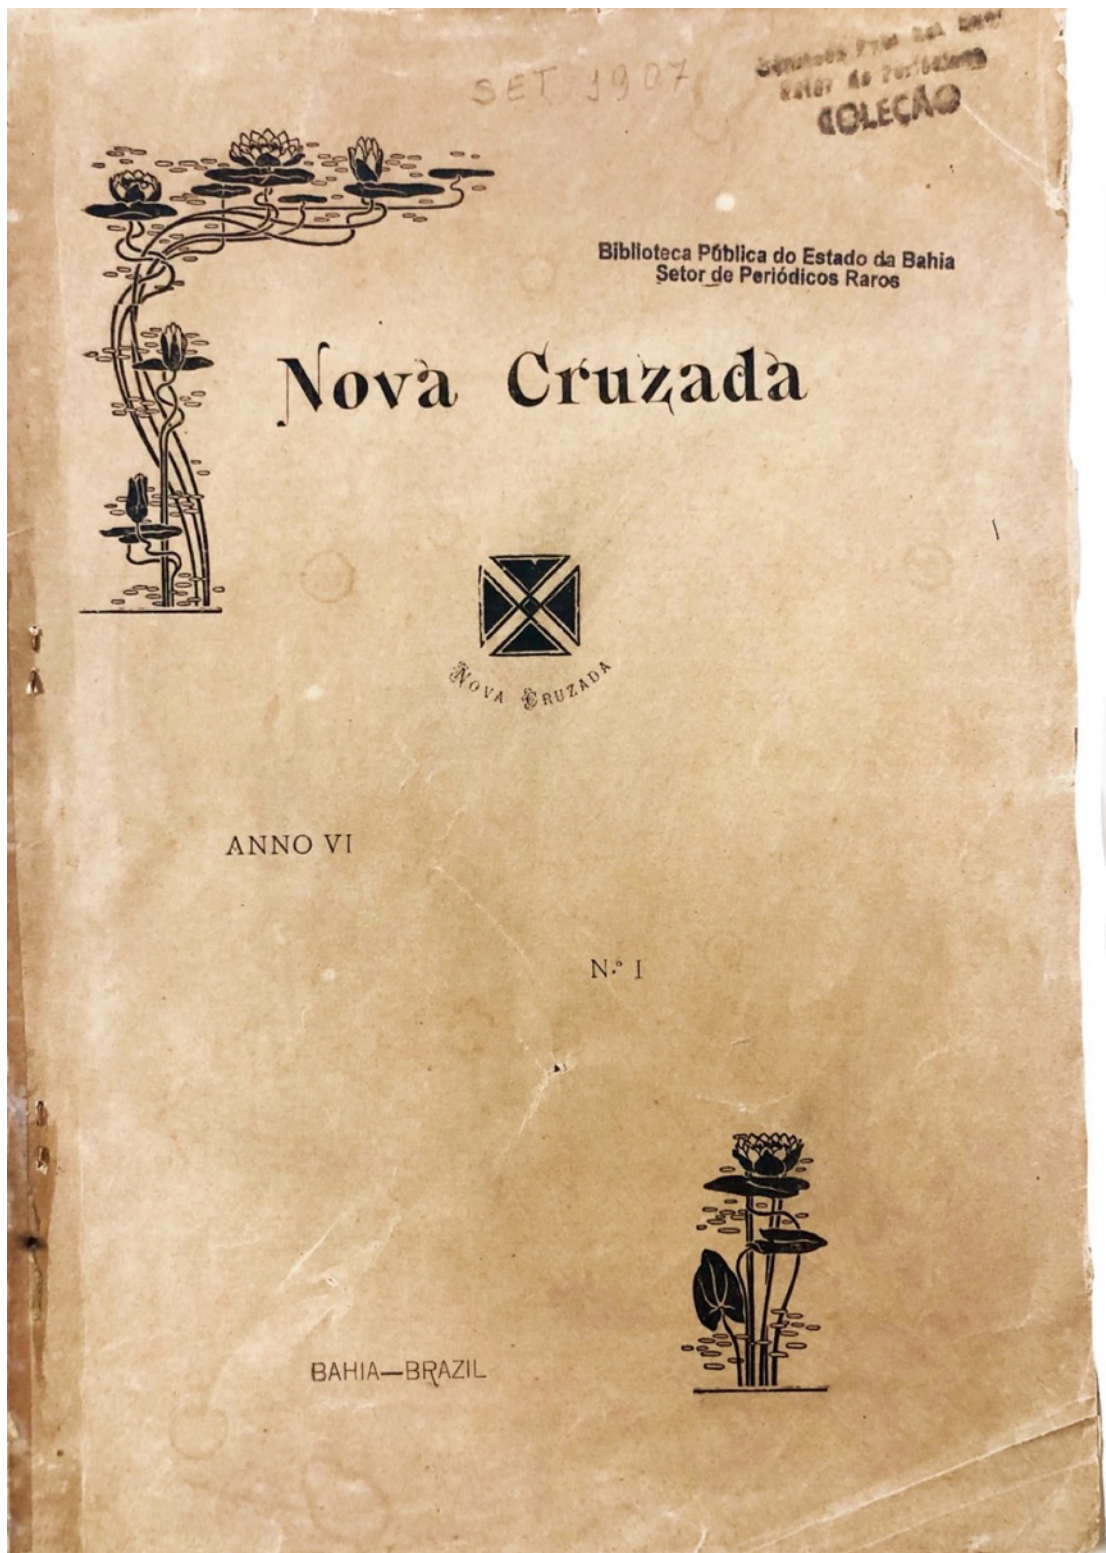 SET 1907
COLEÇÃO
Biblioteca Pública do Estado da Bahia
Setor de Periódicos Raros
Nova Cruzada
NOVA CRUZADA
ANNO VI
N.º I
BAHIA—BRAZIL